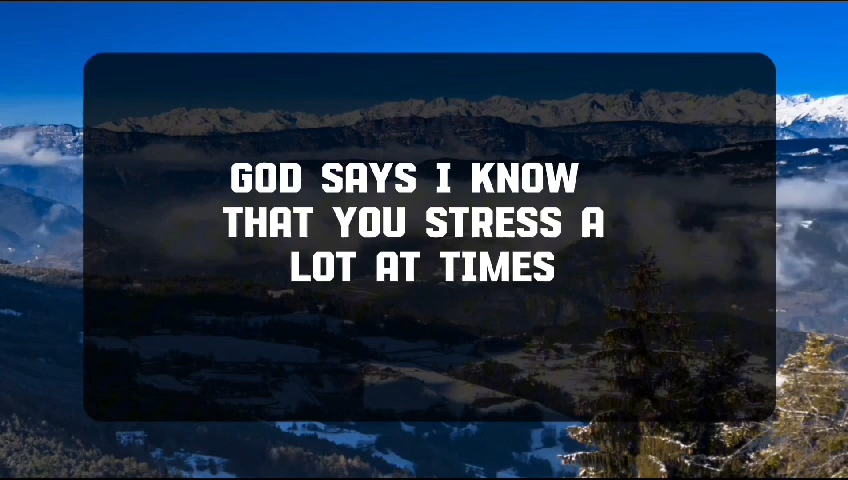 GOD SAYS I KNOW
THAT YOU STRESS A
LOT AT TIMES